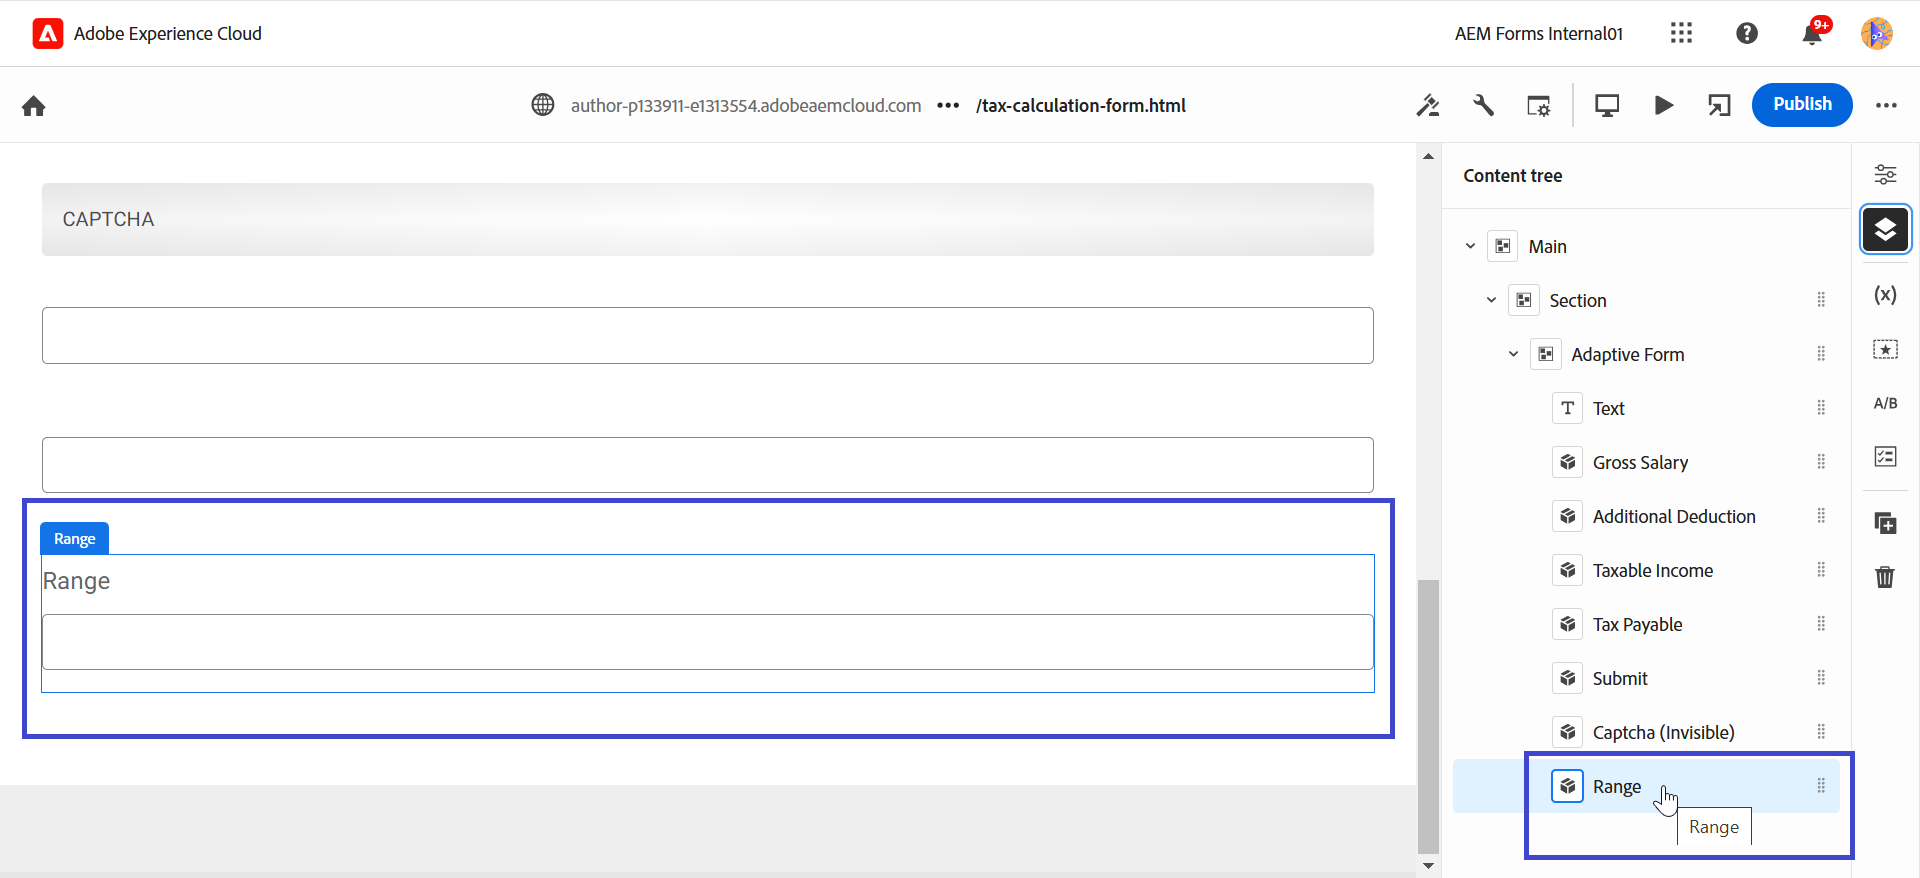 Adobe Experience Cloud
AEM Forms Internal01
9+
author-p133911-e1313554.adobeaemcloud.com ••• /tax-calculation-form.html
Publish
CAPTCHA
Range
Range
Content tree
Main
Section
Adaptive Form
T Text
Gross Salary
Additional Deduction
Taxable Income
Tax Payable
Submit
Captcha (Invisible)
Range
Range
(x)
A/B